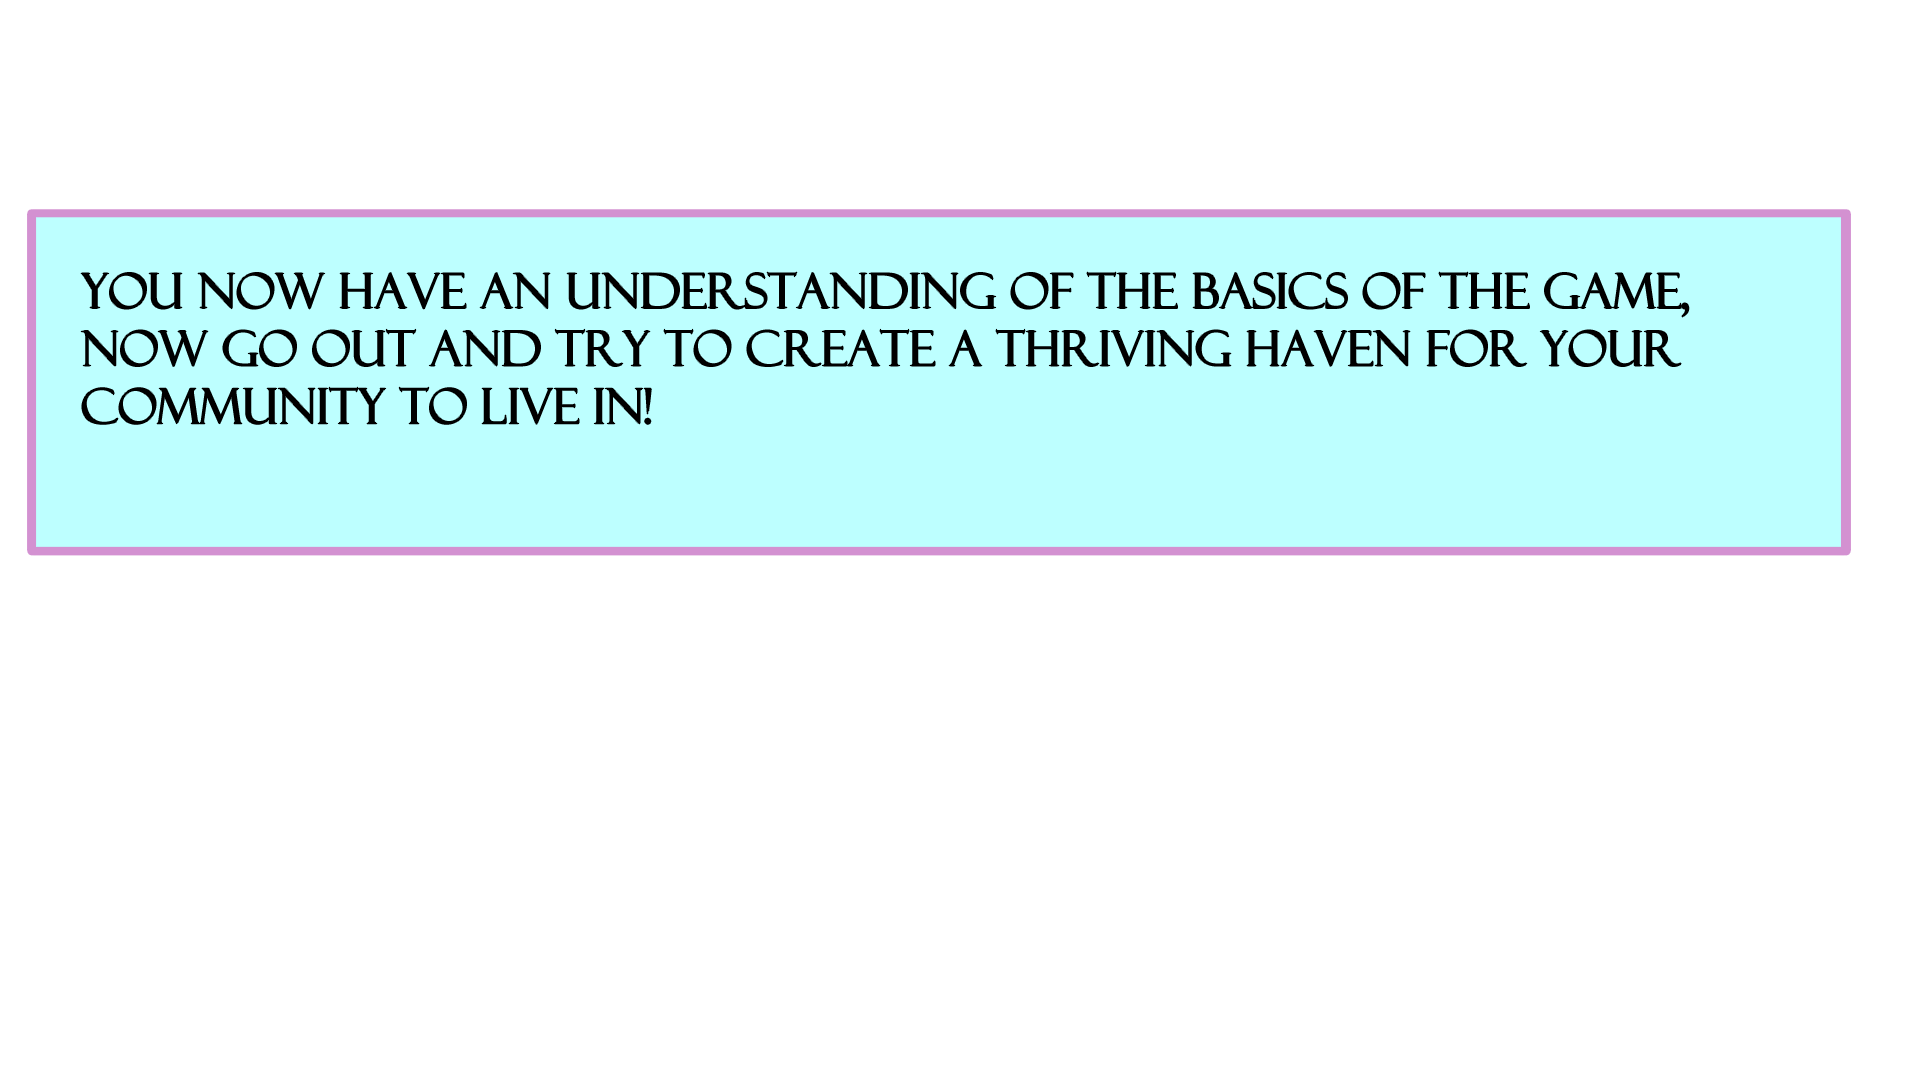 YOU NOW HAVE AN UNDERSTANDING OF THE BASICS OF THE GAME,
NOW GO OUT AND TRY TO CREATE A THRIVING HAVEN FOR YOUR
COMMUNITY TO LIVE IN!